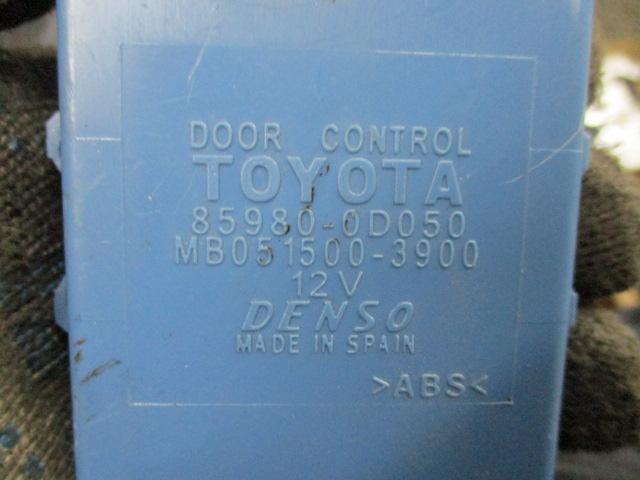 DOOR CONTROL
TOYOTA
85980-0D050
MB051500-3900
12V
DENSO
MADE IN SPAIN
>ABS<